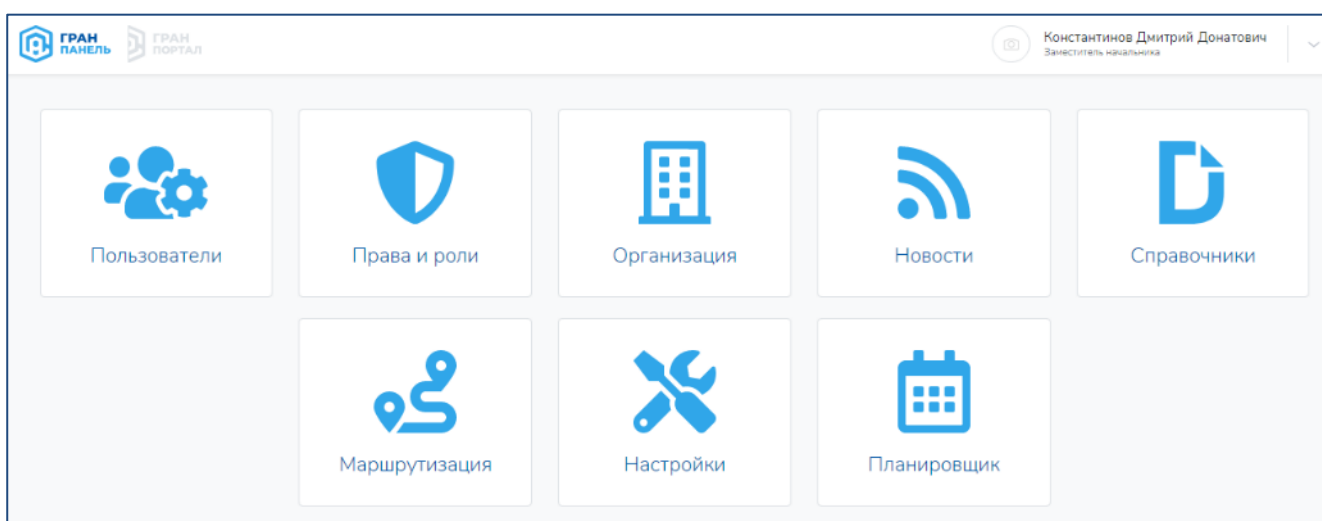 ГРАН
ПАНЕЛЬ
ГРАН
ПОРТАЛ
Константинов Дмитрий Донатович
Заместитель начальника
Пользователи
Права и роли
Организация
Новости
Справочники
Маршрутизация
Настройки
Планировщик